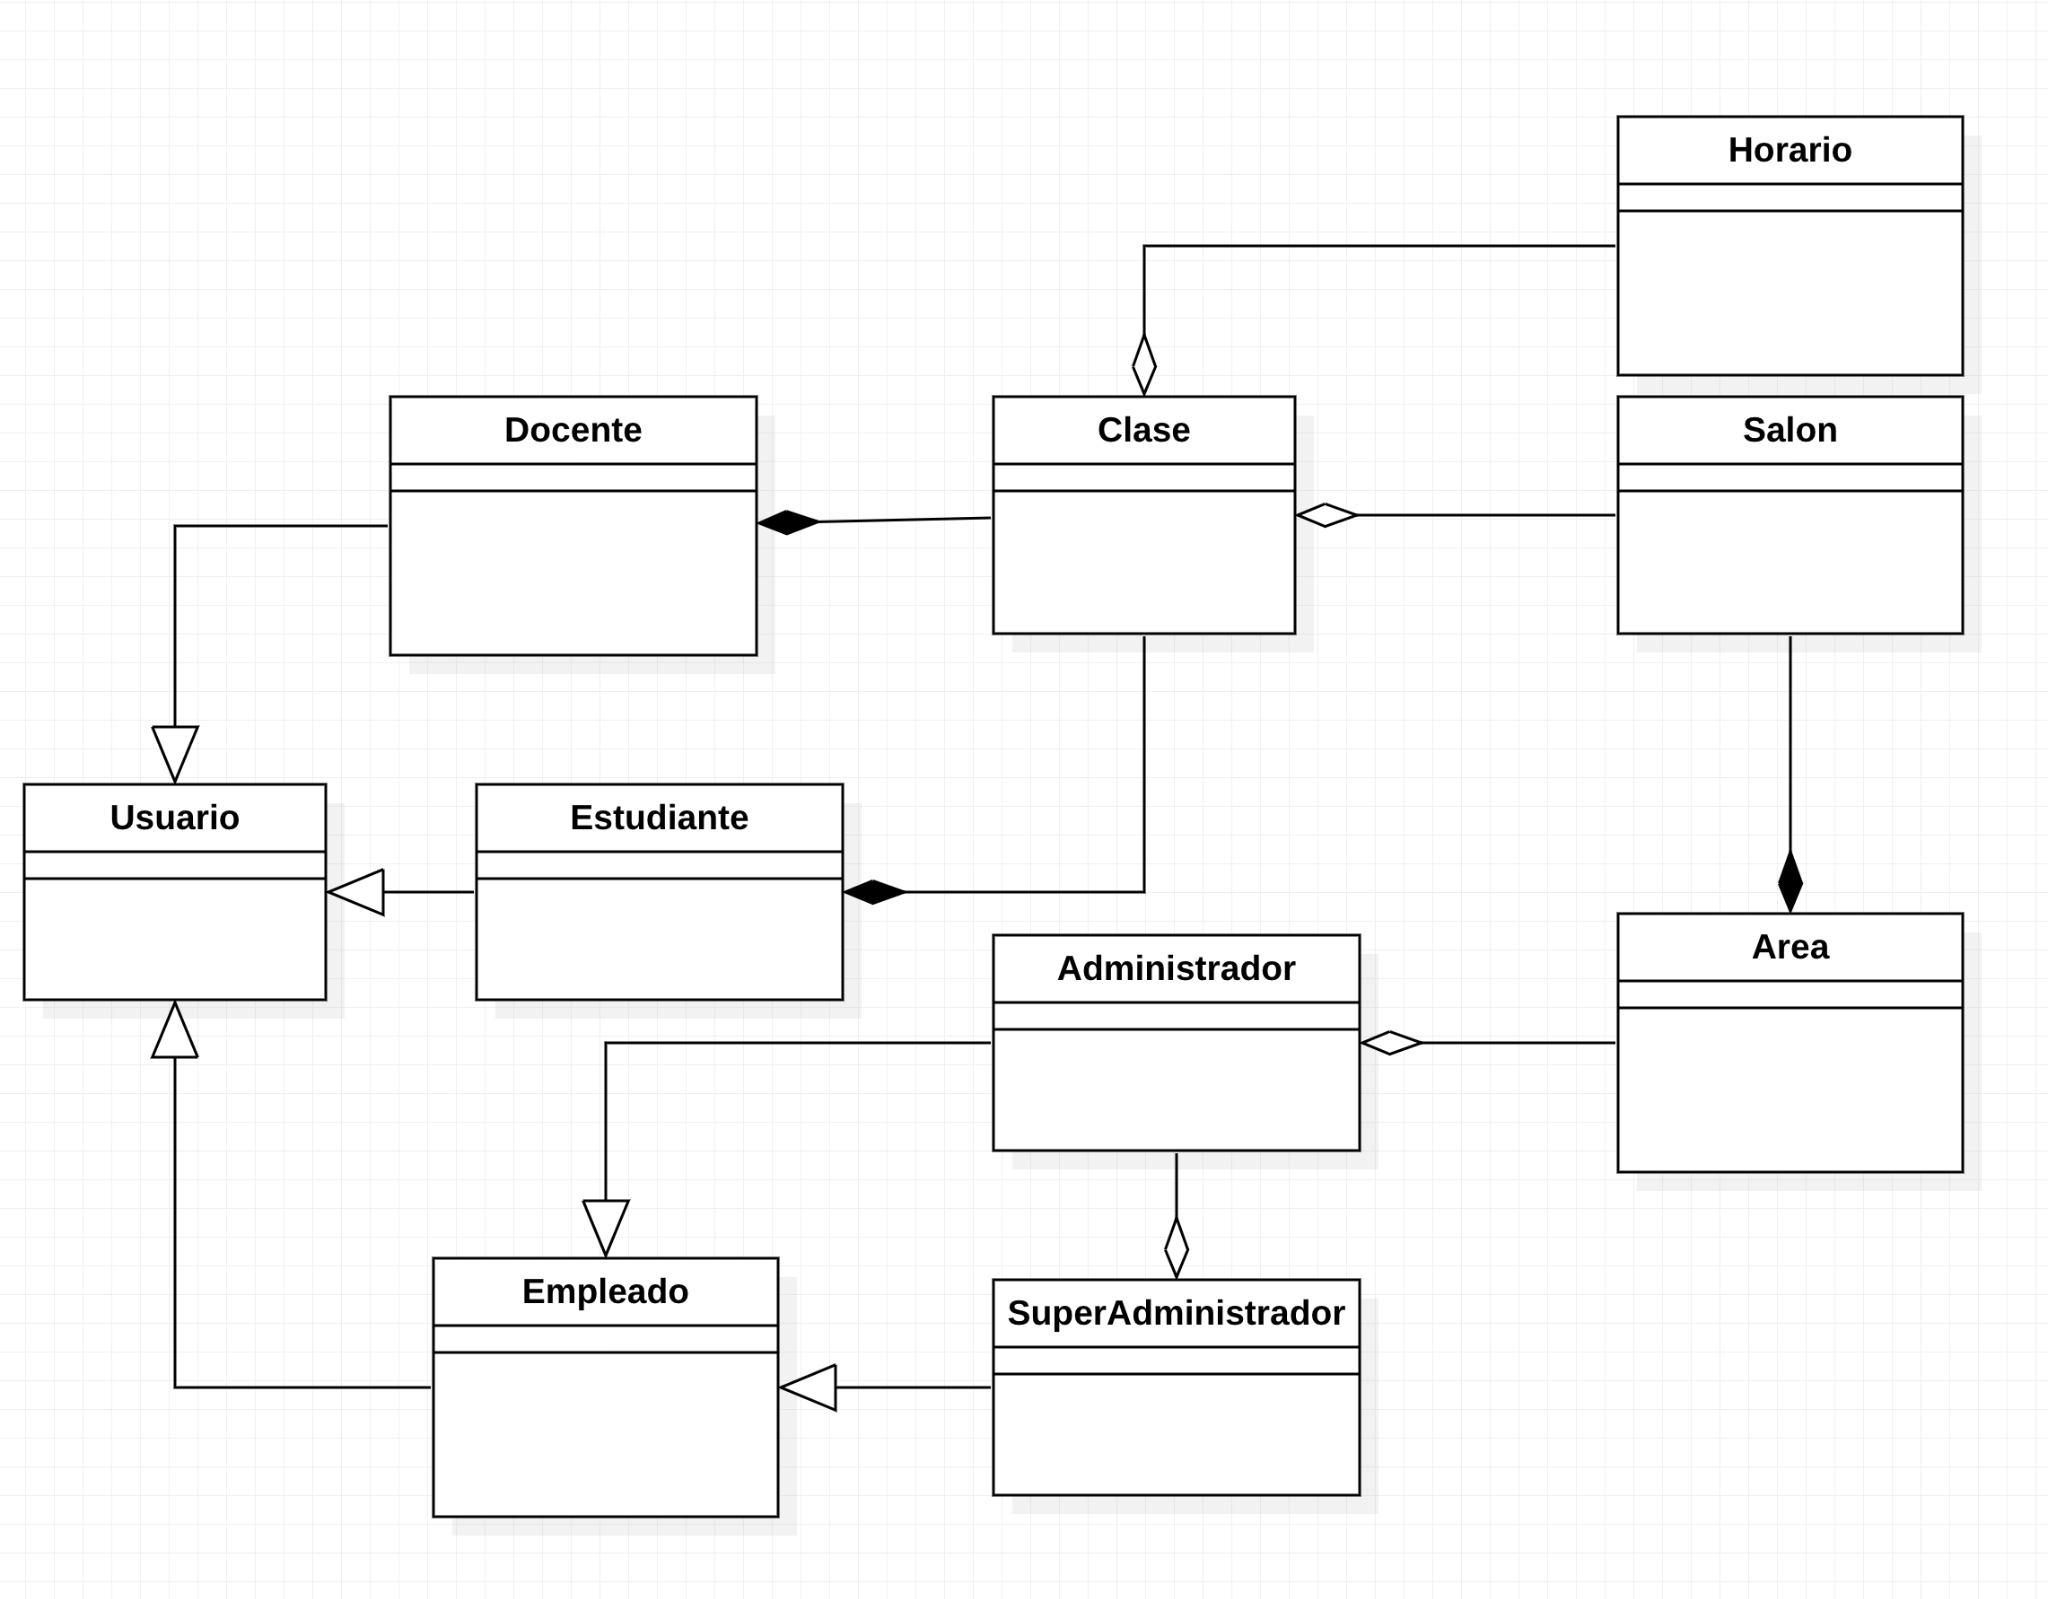 Horario
Docente
Clase
Salon
Usuario
Estudiante
Administrador
Area
Empleado
SuperAdministrador